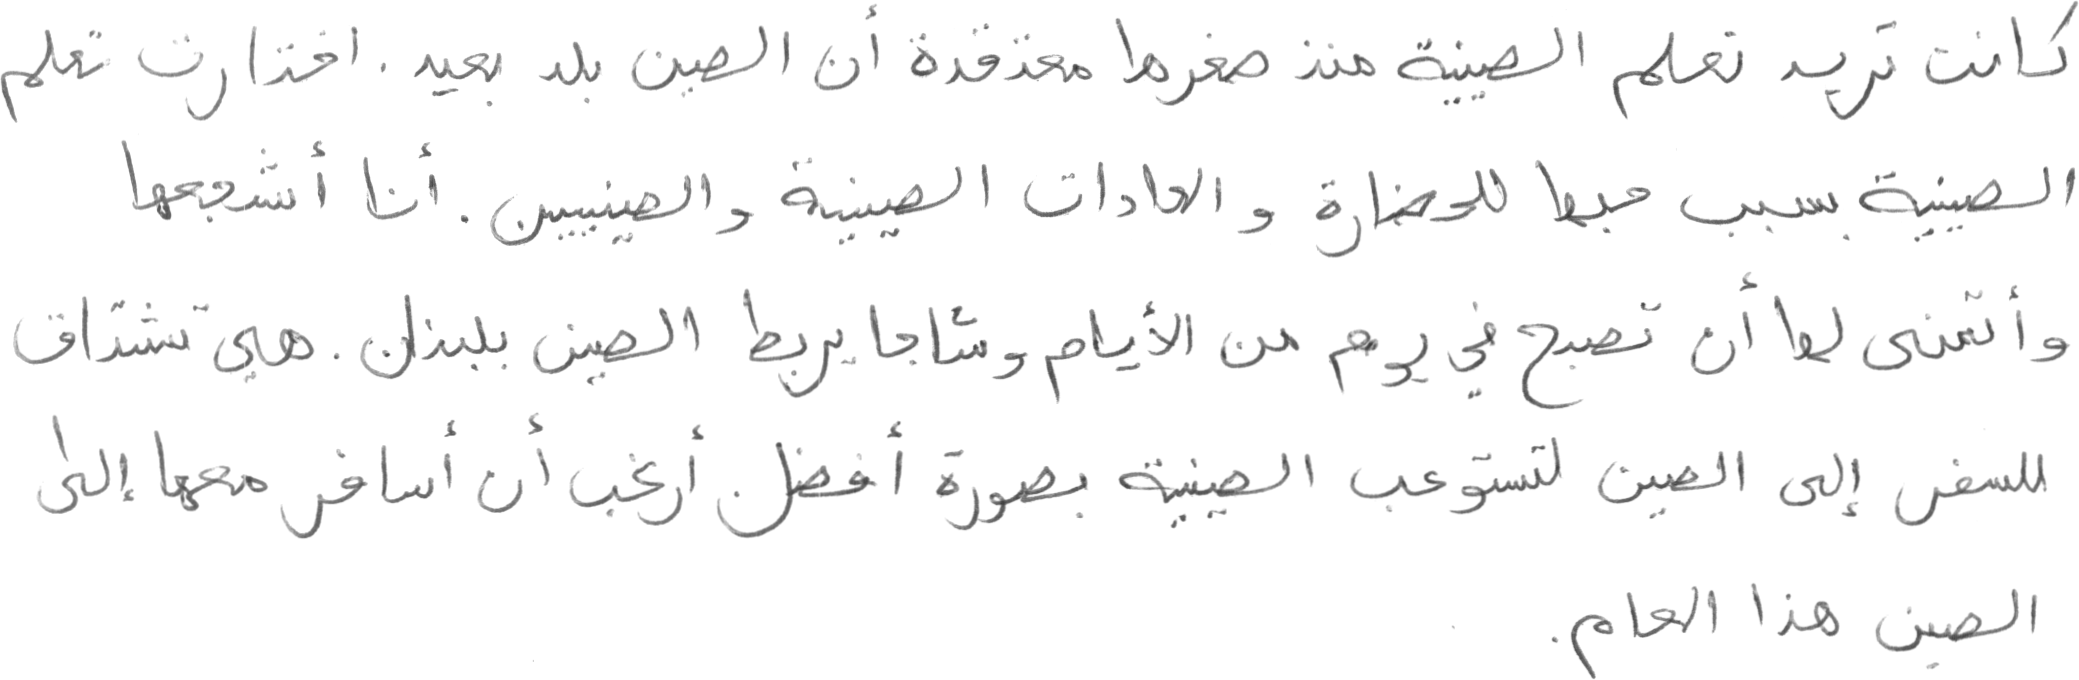 كانت تريد تعلم الصينية منذ صغرها معتقدة أن الصين بلد بعيد. اختارت تعلم
الصينية بسبب حبها للحضارة والعادات الصينية والصينيين. أنا أشجعها
وأتمنى لها أن تصبح في يوم من الأيام وشاجا يربط الصين بلبنان. هي تشتاق
للسفر إلى الصين لتستوعب الصينية بصورة أفضل. أرغب أن أسافر معها إلى
الصين هذا العام.